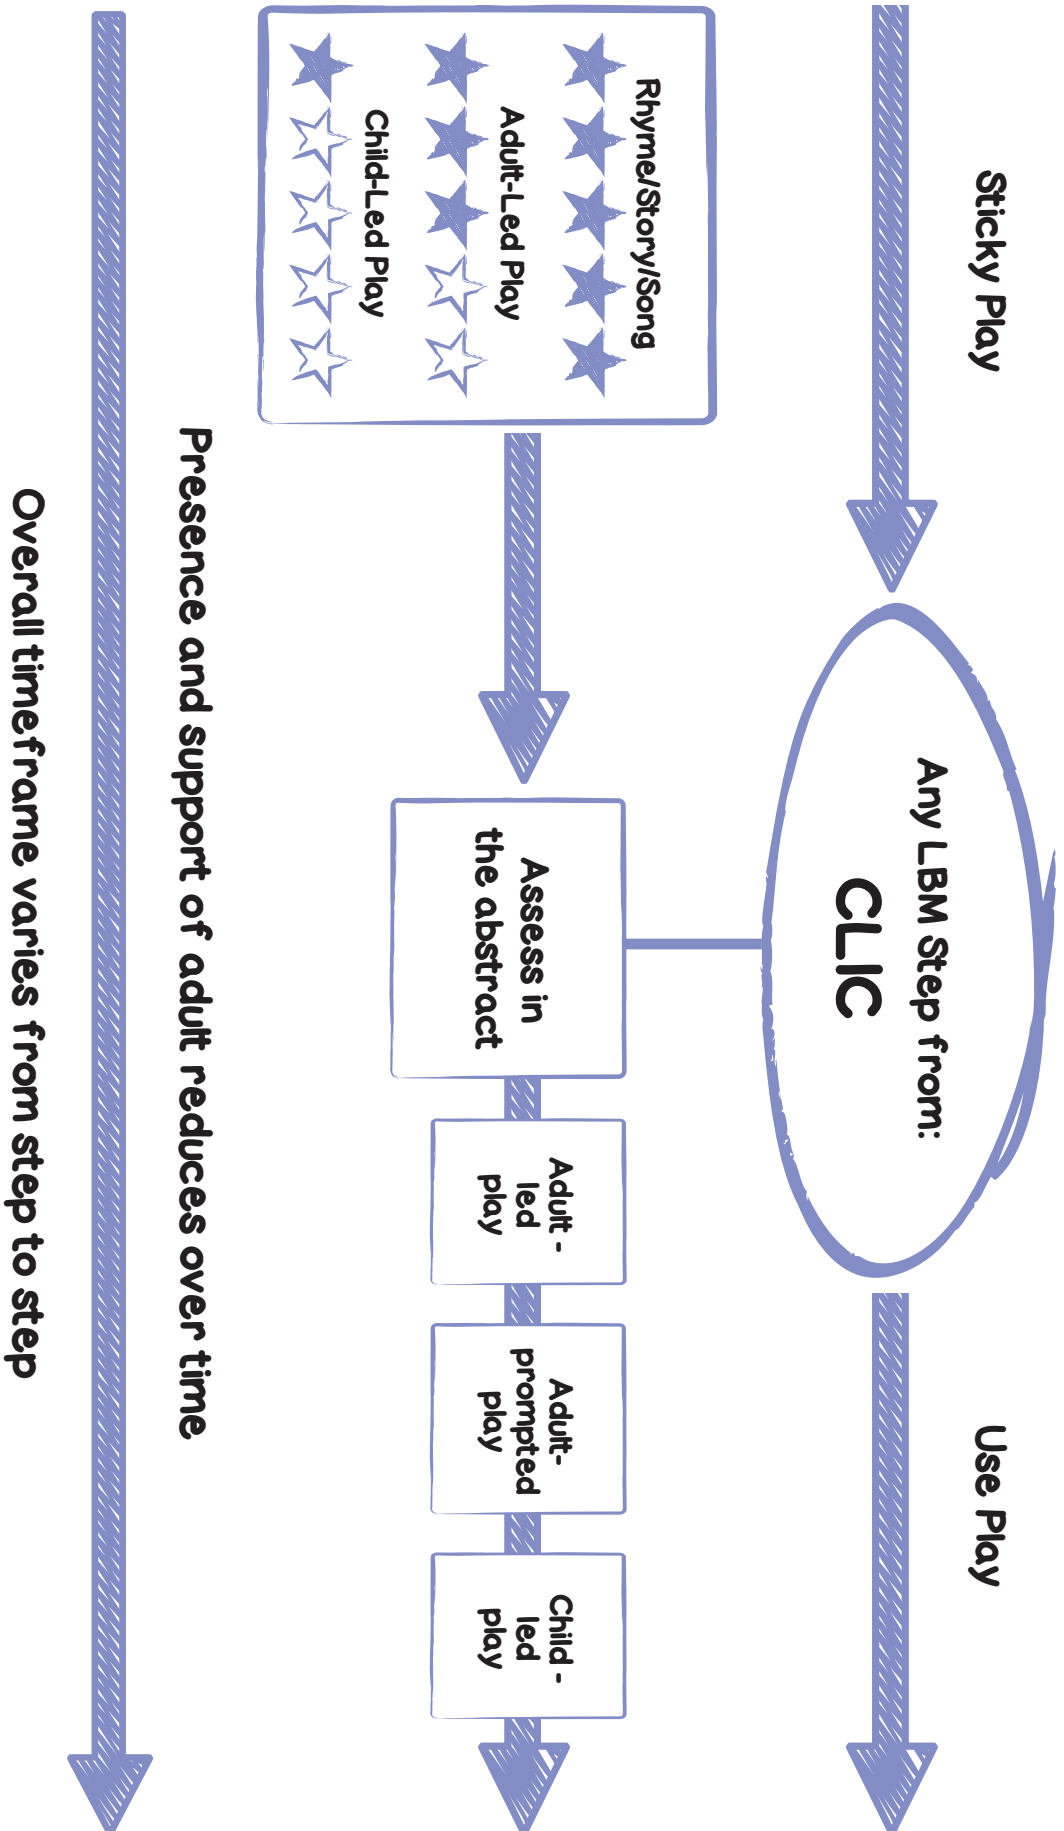 Sticky Play
Any LBM Step from:
CLIC
Use Play
Rhyme/Story/Song
Adult-Led Play
Child-Led Play
Assess in
the abstract
Adult -
led
play
Adult-
prompted
play
Child -
led
play
Presence and support of adult reduces over time
Overall timeframe varies from step to step